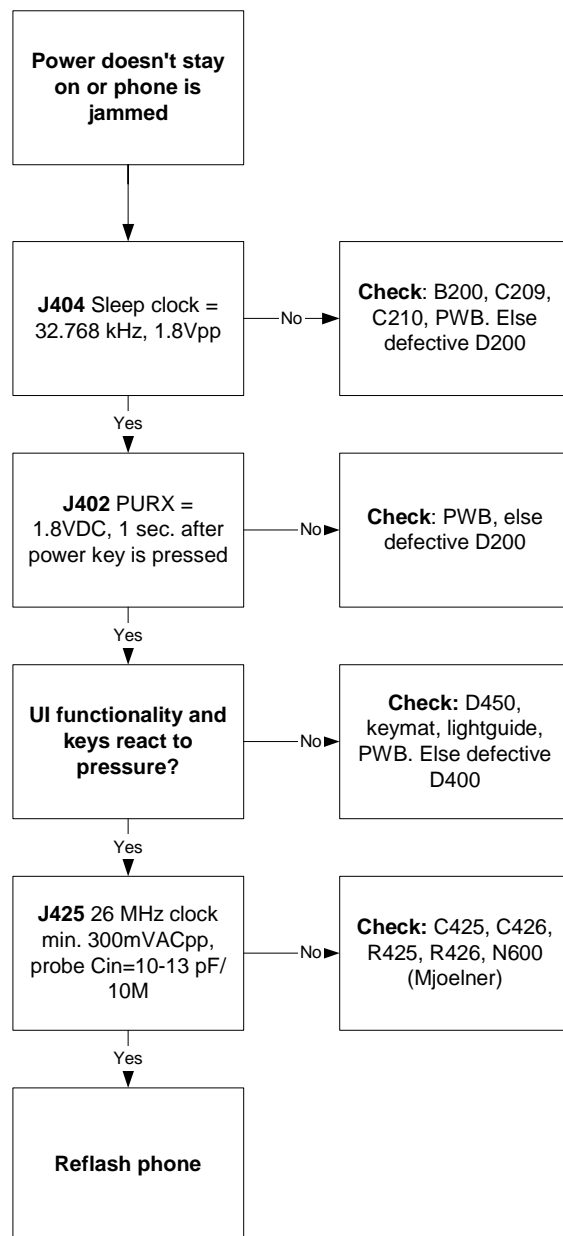 Power doesn't stay
on or phone is
jammed
J404 Sleep clock =
32.768 kHz, 1.8Vpp
No
Check: B200, C209,
C210, PWB. Else
defective D200
Yes
J402 PURX =
1.8VDC, 1 sec. after
power key is pressed
No
Check: PWB, else
defective D200
Yes
UI functionality and
keys react to
pressure?
No
Check: D450,
keymat, lightguide,
PWB. Else defective
D400
Yes
J425 26 MHz clock
min. 300mVACpp,
probe Cin=10-13 pF/
10M
No
Check: C425, C426,
R425, R426, N600
(Mjoelner)
Yes
Reflash phone